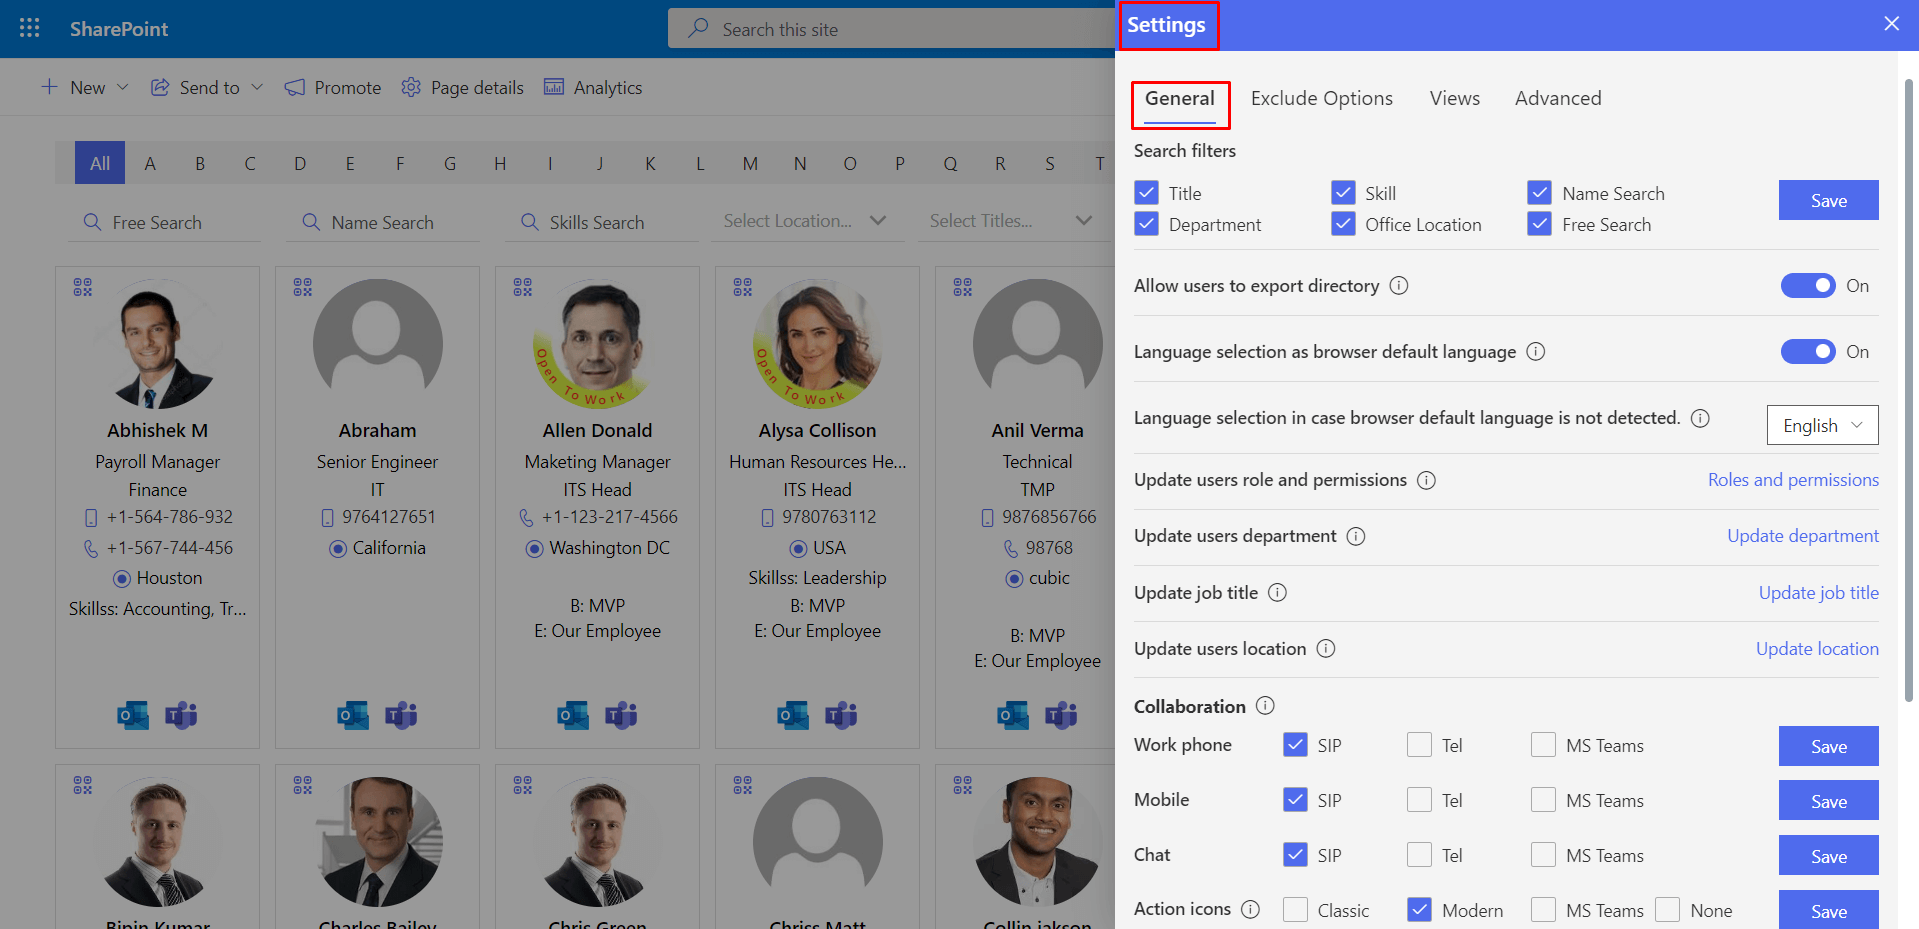 SharePoint
Search this site
Settings
New
Send to
Promote
Page details
Analytics
General
Exclude Options
Views
Advanced
All A B C D E F G H I J K L M N O P Q R S T
Free Search
Name Search
Skills Search
Select Location...
Select Titles...
Abhishek M
Payroll Manager
Finance
+1-564-786-932
+1-567-744-456
Houston
Skillss: Accounting, Tr...
Abraham
Senior Engineer
IT
9764127651
California
Open To Work
Allen Donald
Maketing Manager
ITS Head
+1-123-217-4566
Washington DC
B: MVP
E: Our Employee
Open To Work
Alysa Collison
Human Resources He...
ITS Head
9780763112
USA
Skillss: Leadership
B: MVP
E: Our Employee
Anil Verma
Technical
TMP
9876856766
98768
cubic
B: MVP
E: Our Employee
Bipin Kumar
Charles Bailey
Chris Green
Chriss Matt
Collin jakson
Search filters
Title
Skill
Name Search
Department
Office Location
Free Search
Save
Allow users to export directory
On
Language selection as browser default language
On
Language selection in case browser default language is not detected.
English
Update users role and permissions
Roles and permissions
Update users department
Update department
Update job title
Update job title
Update users location
Update location
Collaboration
Work phone
SIP
Tel
MS Teams
Save
Mobile
SIP
Tel
MS Teams
Save
Chat
SIP
Tel
MS Teams
Save
Action icons
Classic
Modern
MS Teams
None
Save